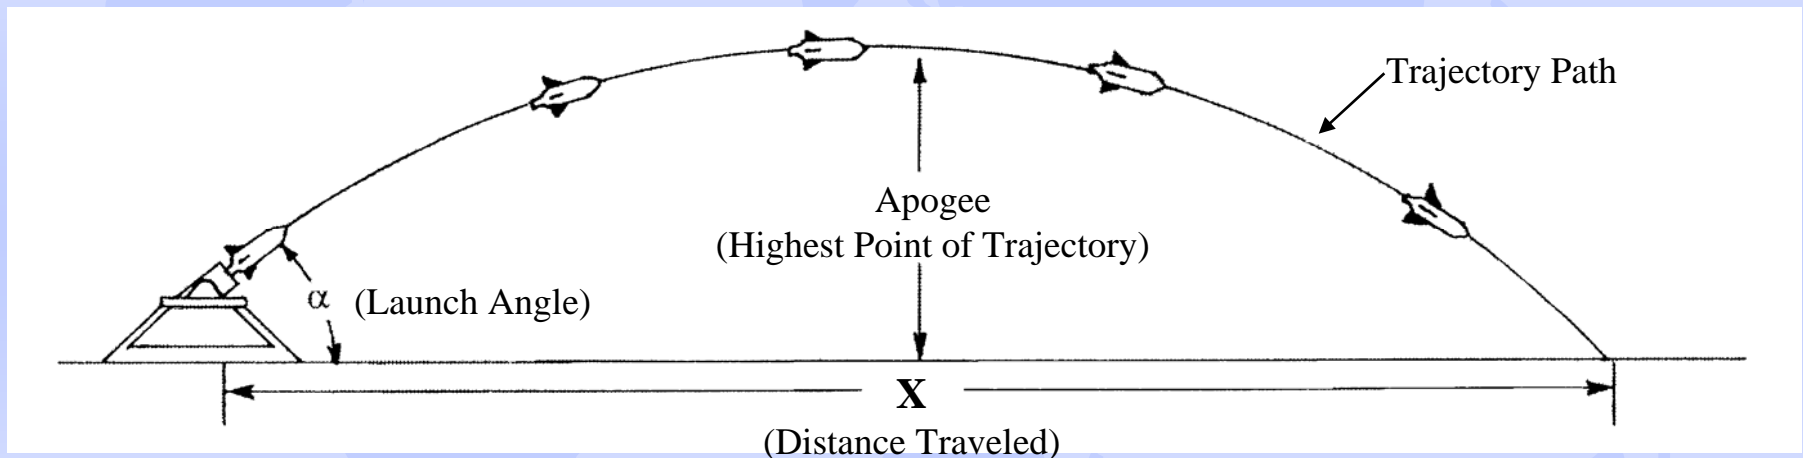 Trajectory Path
Apogee
(Highest Point of Trajectory)
α (Launch Angle)
X
(Distance Traveled)